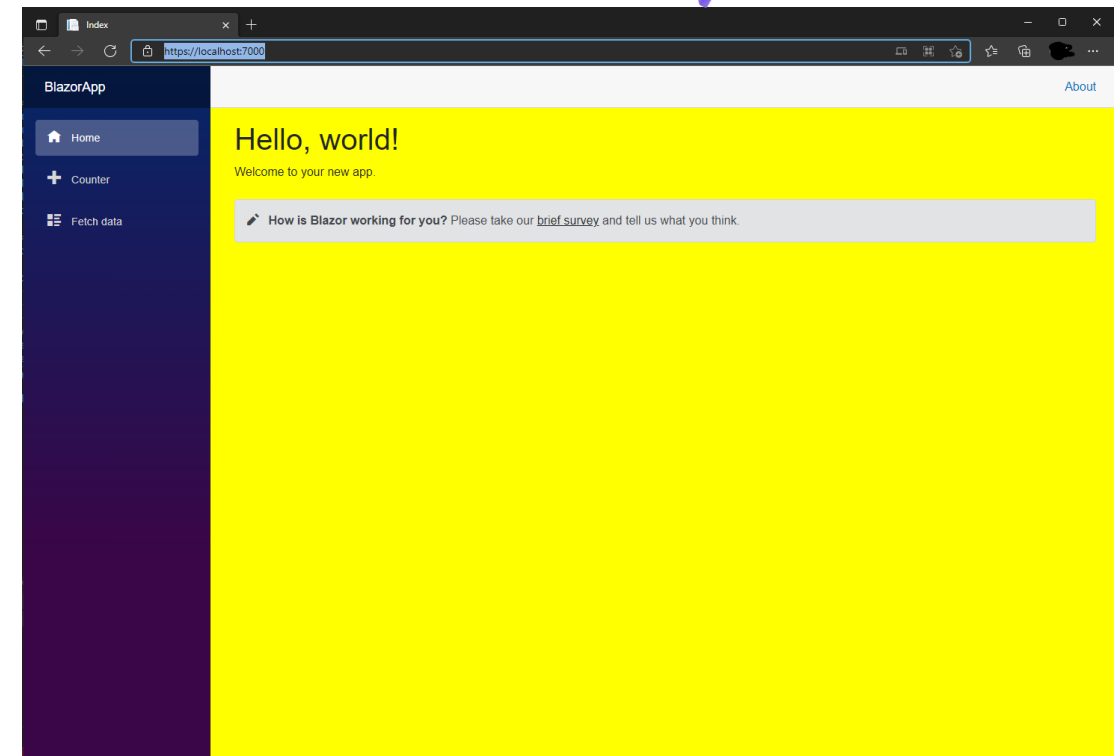 Index
https://localhost:7000
BlazorApp
About
Home
Counter
Fetch data
Hello, world!
Welcome to your new app.
How is Blazor working for you? Please take our brief survey and tell us what you think.